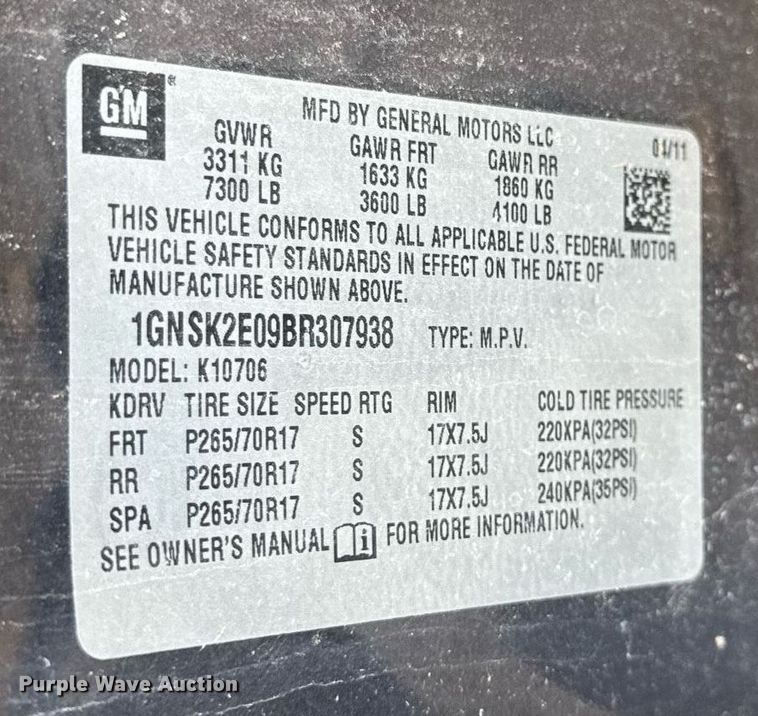 GM
MFD BY GENERAL MOTORS LLC
04/11
GVWR GAWR FRT GAWR RR
3311 KG 1633 KG 1860 KG
7300 LB 3600 LB 4100 LB
THIS VEHICLE CONFORMS TO ALL APPLICABLE U.S. FEDERAL MOTOR
VEHICLE SAFETY STANDARDS IN EFFECT ON THE DATE OF
MANUFACTURE SHOWN ABOVE.
1GNSK2E09BR307938 TYPE: M.P.V.
MODEL: K10706
KDRV TIRE SIZE SPEED RTG RIM COLD TIRE PRESSURE
FRT P265/70R17 S 17X7.5J 220KPA(32PSI)
RR P265/70R17 S 17X7.5J 220KPA(32PSI)
SPA P265/70R17 S 17X7.5J 240KPA(35PSI)
SEE OWNER'S MANUAL i FOR MORE INFORMATION.
Purple Wave Auction